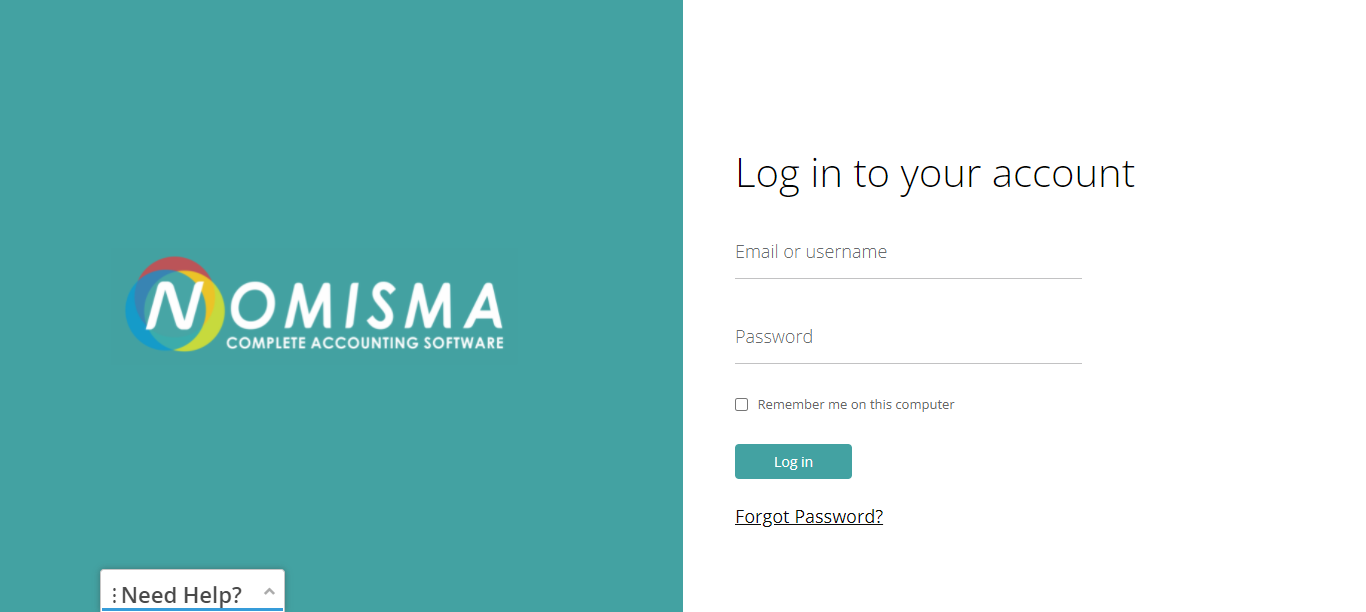 NOMISMA
COMPLETE ACCOUNTING SOFTWARE
Need Help?
Log in to your account
Email or username
Password
Remember me on this computer
Log in
Forgot Password?